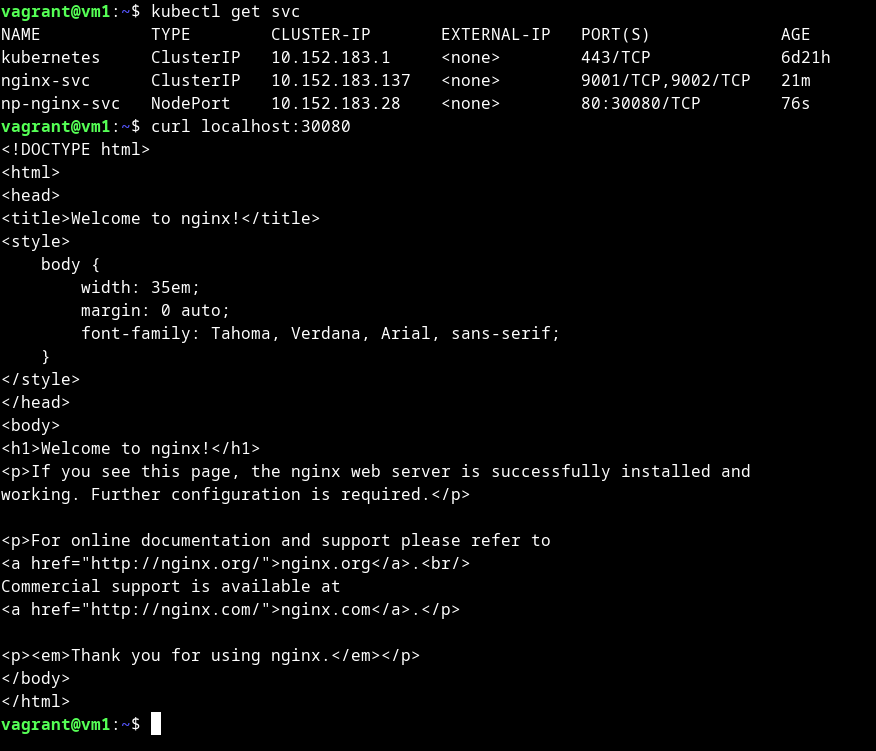 vagrant@vm1:~$ kubectl get svc
NAME           TYPE        CLUSTER-IP       EXTERNAL-IP   PORT(S)             AGE
kubernetes     ClusterIP   10.152.183.1     <none>        443/TCP             6d21h
nginx-svc      ClusterIP   10.152.183.137   <none>        9001/TCP,9002/TCP   21m
np-nginx-svc   NodePort    10.152.183.28    <none>        80:30080/TCP        76s
vagrant@vm1:~$ curl localhost:30080
<!DOCTYPE html>
<html>
<head>
<title>Welcome to nginx!</title>
<style>
    body {
        width: 35em;
        margin: 0 auto;
        font-family: Tahoma, Verdana, Arial, sans-serif;
    }
</style>
</head>
<body>
<h1>Welcome to nginx!</h1>
<p>If you see this page, the nginx web server is successfully installed and
working. Further configuration is required.</p>

<p>For online documentation and support please refer to
<a href="http://nginx.org/">nginx.org</a>.<br/>
Commercial support is available at
<a href="http://nginx.com/">nginx.com</a>.</p>

<p><em>Thank you for using nginx.</em></p>
</body>
</html>
vagrant@vm1:~$